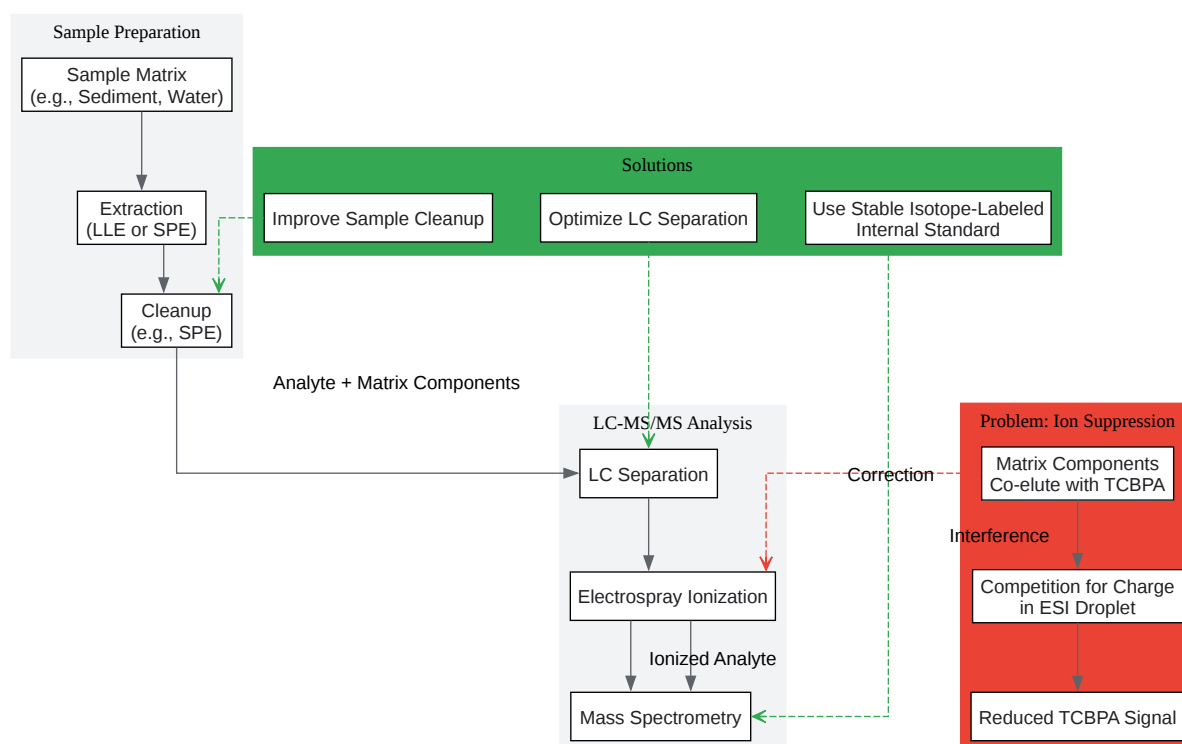 Sample Preparation
Sample Matrix
(e.g., Sediment, Water)
Extraction
(LLE or SPE)
Cleanup
(e.g., SPE)
Solutions
Improve Sample Cleanup
Optimize LC Separation
Use Stable Isotope-Labeled
Internal Standard
Analyte + Matrix Components
LC-MS/MS Analysis
LC Separation
Electrospray Ionization
Ionized Analyte
Mass Spectrometry
Correction
Problem: Ion Suppression
Matrix Components
Co-elute with TCBPA
Interference
Competition for Charge
in ESI Droplet
Reduced TCBPA Signal